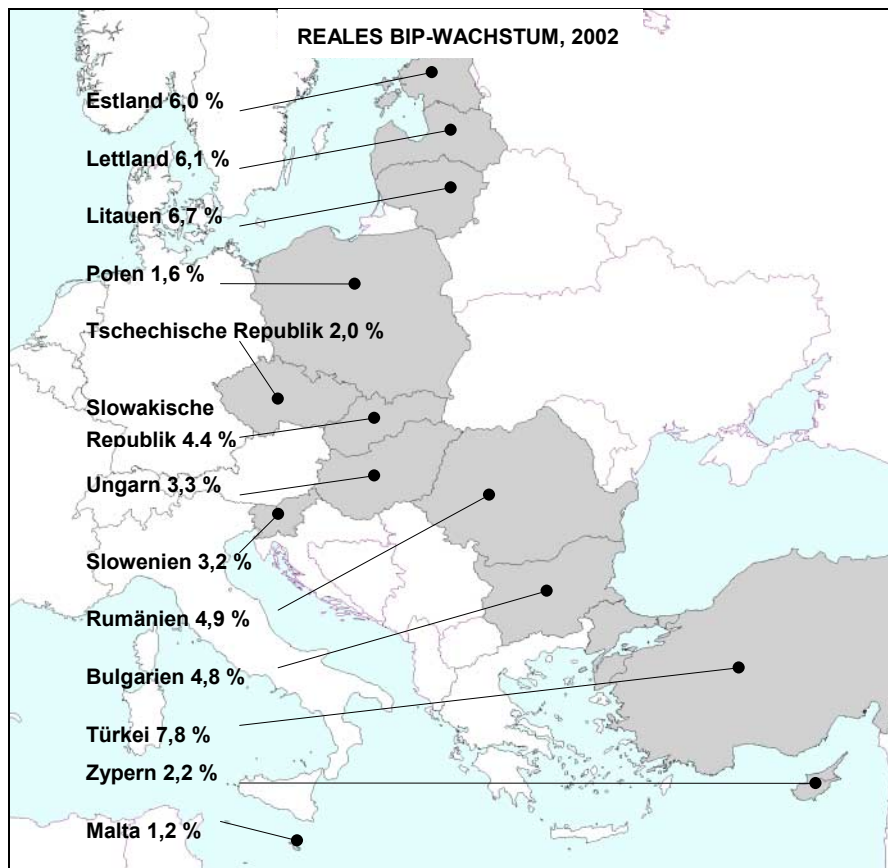 REALES BIP-WACHSTUM, 2002
Estland 6,0 %
Lettland 6,1 %
Litauen 6,7 %
Polen 1,6 %
Tschechische Republik 2,0 %
Slowakische
Republik 4.4 %
Ungarn 3,3 %
Slowenien 3,2 %
Rumänien 4,9 %
Bulgarien 4,8 %
Türkei 7,8 %
Zypern 2,2 %
Malta 1,2 %